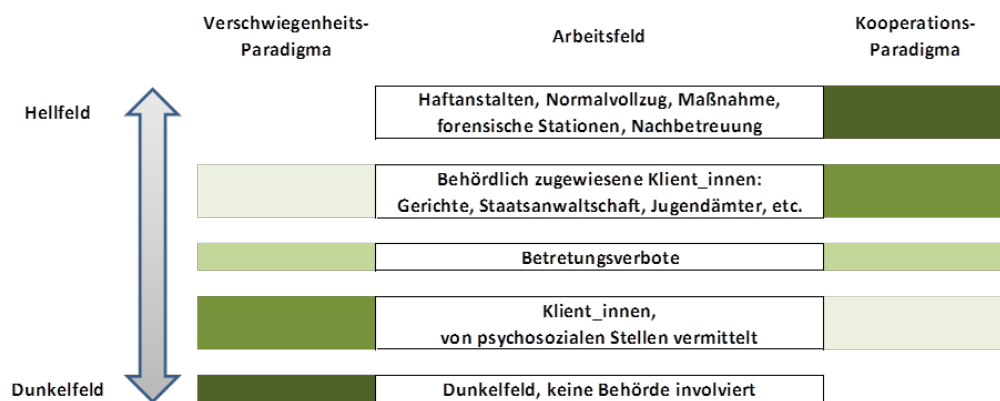 Verschwiegenheits-
Paradigma
Arbeitsfeld
Kooperations-
Paradigma
Hellfeld
Haftanstalten, Normalvollzug, Maßnahme,
forensische Stationen, Nachbetreuung
Behördlich zugewiesene Klient_innen:
Gerichte, Staatsanwaltschaft, Jugendämter, etc.
Betretungsverbote
Klient_innen,
von psychosozialen Stellen vermittelt
Dunkelfeld
Dunkelfeld, keine Behörde involviert